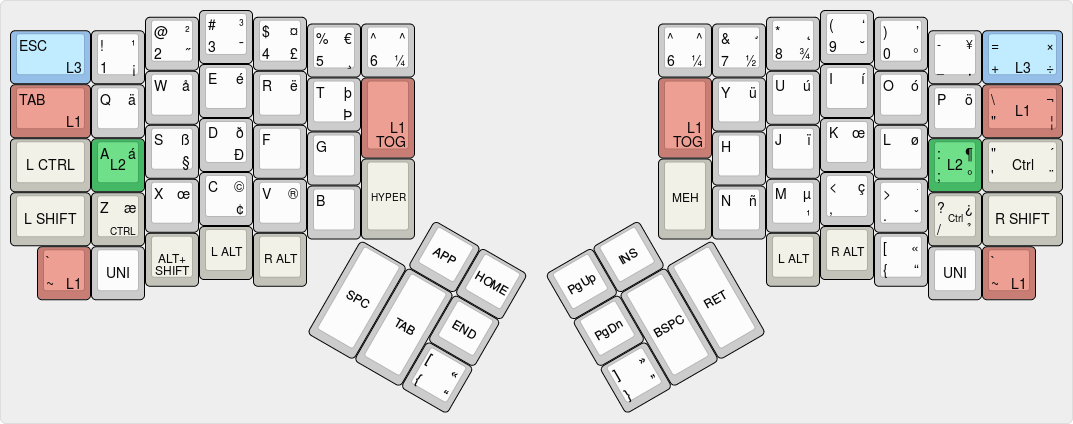 ESC L3
! ¹ 1 ¡
@ ² 2 ˝
# ³ 3 ¯
$ ¤ 4 £
% € 5 ¸
^ ^ 6 ¼
^ ^ 6 ¼
& 7 ½
* 8 ¾
( ‘ 9 ˘
) ’ 0 °
- ¥ _
= × + L3 ÷
TAB L1
Q ä
W å
E é
R ë
T þ Þ
L1 TOG
L1 TOG
Y ü
U ú
I í
O ó
P ö
\ ¬ " L1 ¦
L CTRL
A á L2
S ß §
D ð Ð
F
G
H
J ï
K œ
L ø
: ¶ L2 ; °
" ´ ' Ctrl ¨
L SHIFT
Z æ CTRL
X œ
C © ¢
V ®
B
HYPER
MEH
N ñ
M µ ¹
< ç ,
> . ˇ
? ¿ Ctrl /
R SHIFT
` ~ L1
UNI
ALT+
SHIFT
L ALT
R ALT
L ALT
R ALT
[ « { “
UNI
` ~ L1
APP
HOME
SPC
TAB
END
[ « { “
INS
PgUp
RET
BSPC
PgDn
] » } ”